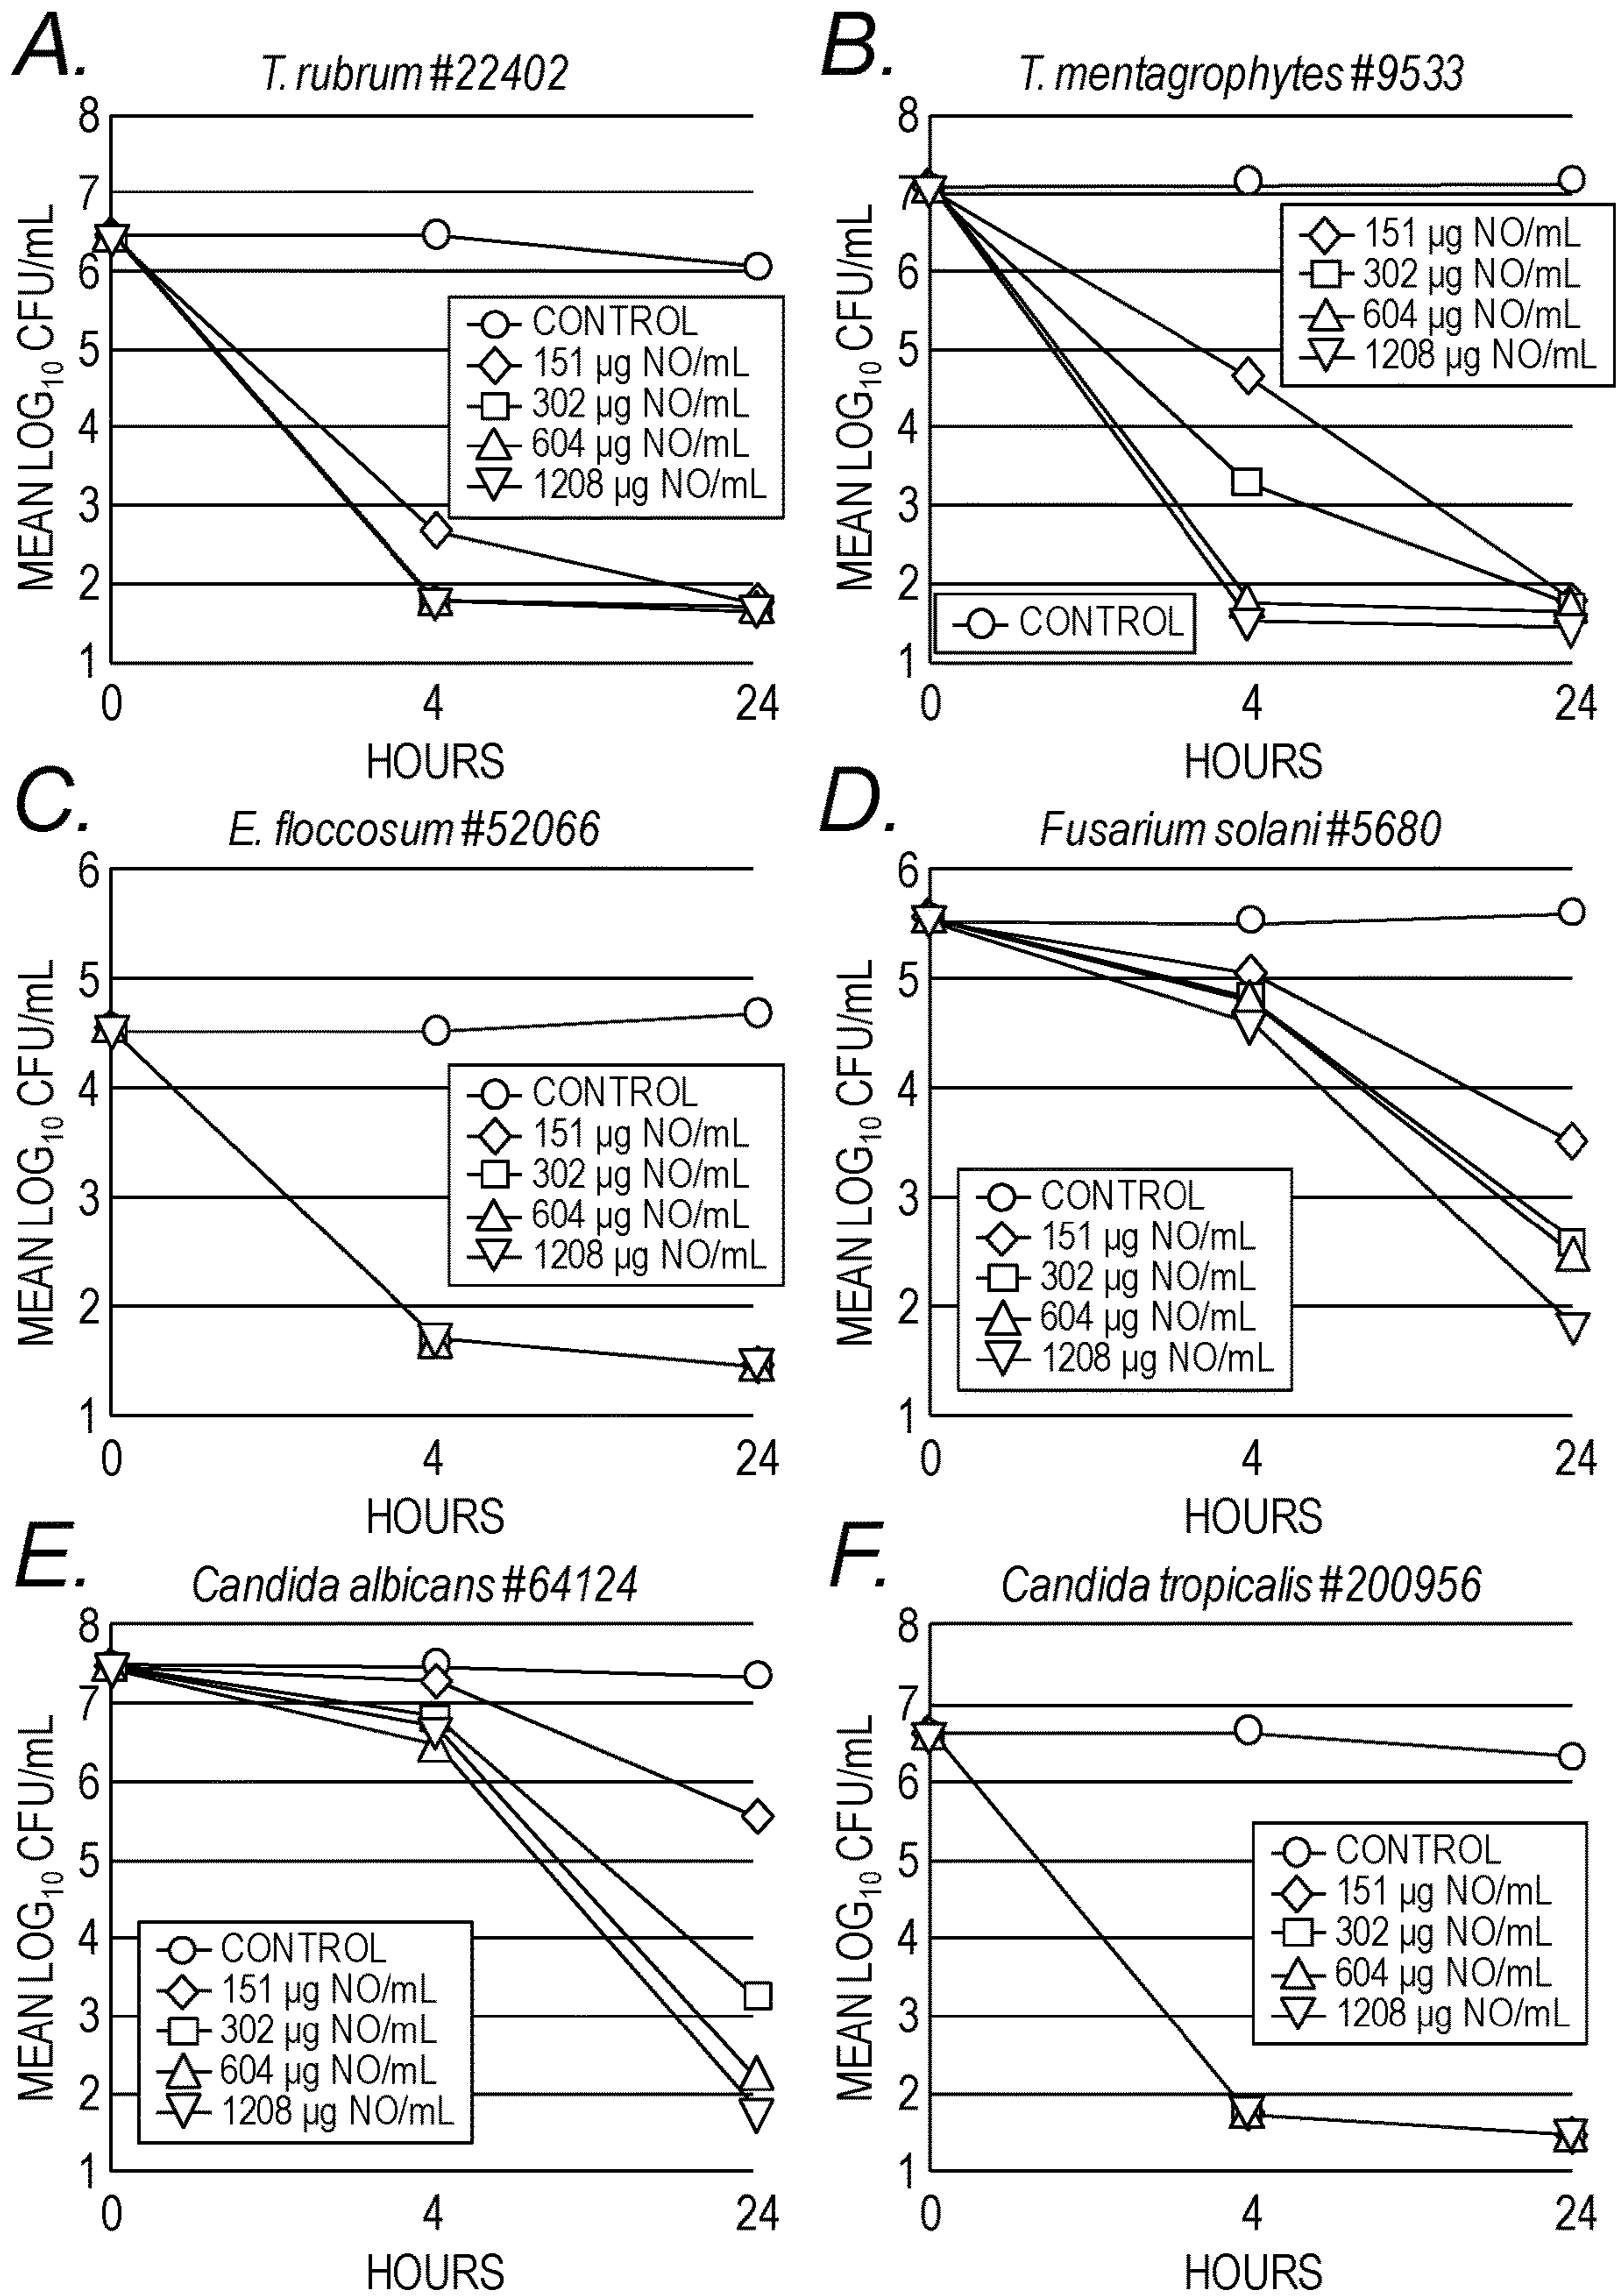 A.
T. rubrum #22402
MEAN LOG10 CFU/mL
8
7
6
5
4
3
2
1
0 4 24
HOURS
CONTROL
151 µg NO/mL
302 µg NO/mL
604 µg NO/mL
1208 µg NO/mL
B.
T. mentagrophytes #9533
MEAN LOG10 CFU/mL
8
7
6
5
4
3
2
1
0 4 24
HOURS
151 µg NO/mL
302 µg NO/mL
604 µg NO/mL
1208 µg NO/mL
CONTROL
C.
E. floccosum #52066
MEAN LOG10 CFU/mL
6
5
4
3
2
1
0 4 24
HOURS
CONTROL
151 µg NO/mL
302 µg NO/mL
604 µg NO/mL
1208 µg NO/mL
D.
Fusarium solani #5680
MEAN LOG10 CFU/mL
6
5
4
3
2
1
0 4 24
HOURS
CONTROL
151 µg NO/mL
302 µg NO/mL
604 µg NO/mL
1208 µg NO/mL
E.
Candida albicans #64124
MEAN LOG10 CFU/mL
8
7
6
5
4
3
2
1
0 4 24
HOURS
CONTROL
151 µg NO/mL
302 µg NO/mL
604 µg NO/mL
1208 µg NO/mL
F.
Candida tropicalis #200956
MEAN LOG10 CFU/mL
8
7
6
5
4
3
2
1
0 4 24
HOURS
CONTROL
151 µg NO/mL
302 µg NO/mL
604 µg NO/mL
1208 µg NO/mL